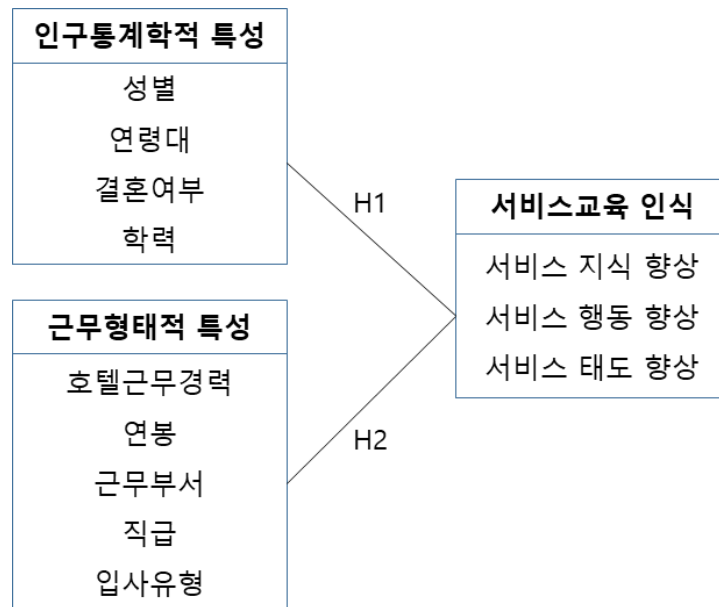 인구통계학적 특성
성별
연령대
결혼여부
학력
H1
서비스교육 인식
서비스 지식 향상
서비스 행동 향상
서비스 태도 향상
근무형태적 특성
호텔근무경력
연봉
근무부서
직급
입사유형
H2